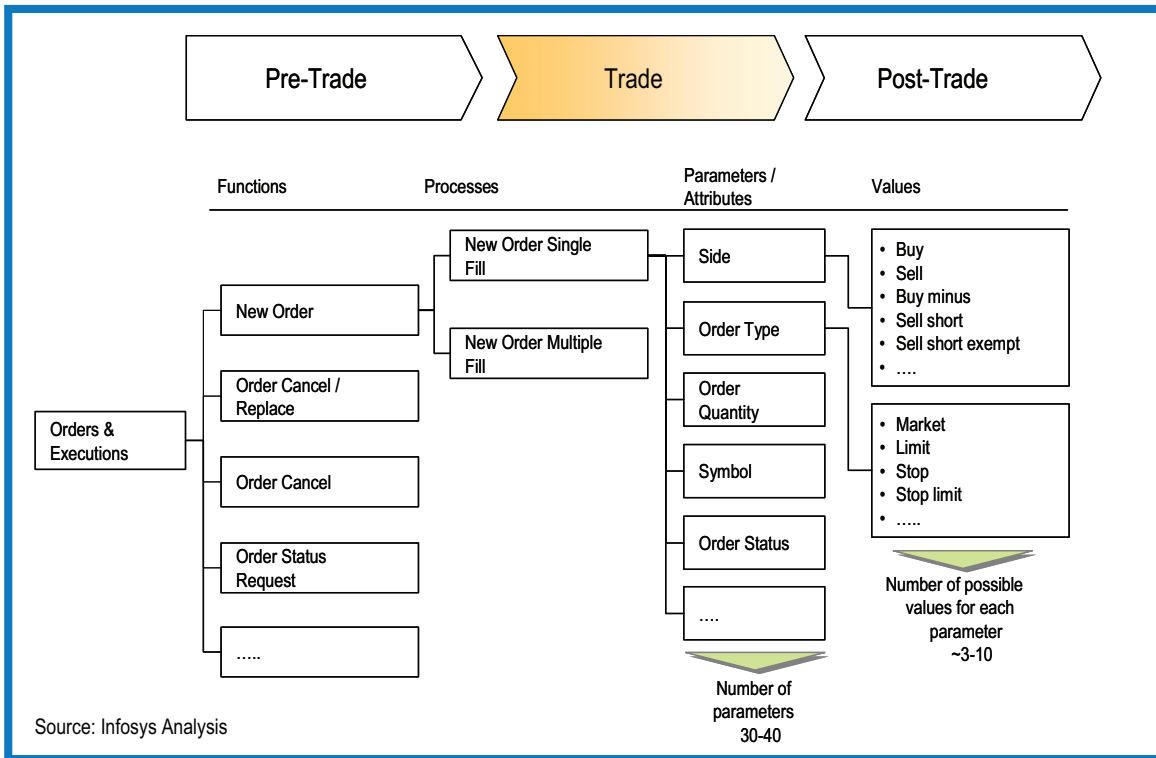 Pre-Trade
Trade
Post-Trade
Functions
Processes
Parameters /
Attributes
Values
Orders &
Executions
New Order
Order Cancel /
Replace
Order Cancel
Order Status
Request
.....
New Order Single
Fill
New Order Multiple
Fill
Side
Order Type
Order
Quantity
Symbol
Order Status
....
• Buy
• Sell
• Buy minus
• Sell short
• Sell short exempt
• ....
• Market
• Limit
• Stop
• Stop limit
• .....
Number of possible
values for each
parameter
~3-10
Number of
parameters
30-40
Source: Infosys Analysis